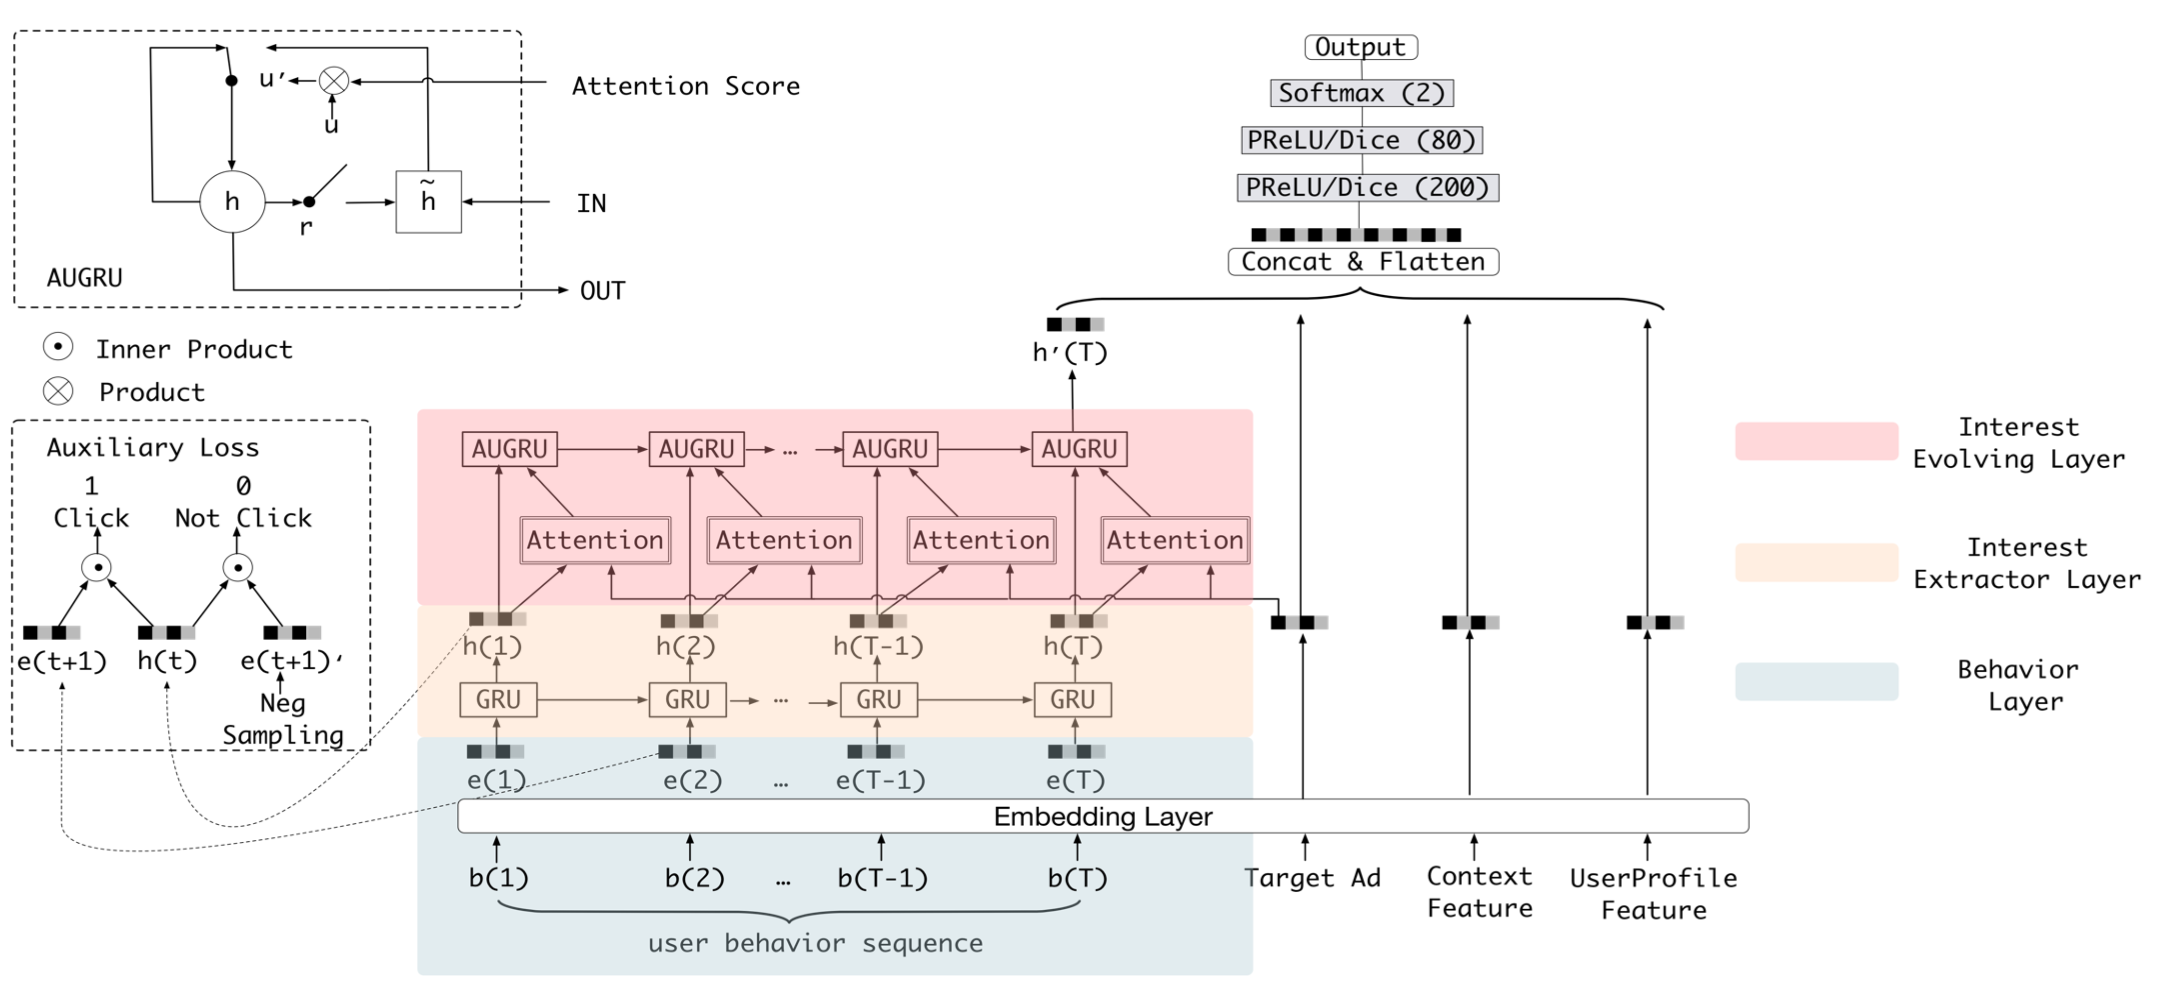 Output
Softmax (2)
PReLU/Dice (80)
PReLU/Dice (200)
Concat & Flatten
u′
u
Attention Score
h
r
h̃
IN
AUGRU
OUT
Inner Product
Product
h′(T)
Auxiliary Loss
1
0
Click
Not Click
e(t+1)
h(t)
e(t+1)′
Neg
Sampling
AUGRU
AUGRU
...
AUGRU
AUGRU
Attention
Attention
Attention
Attention
h(1)
h(2)
h(T-1)
h(T)
GRU
GRU
...
GRU
GRU
e(1)
e(2)
...
e(T-1)
e(T)
Embedding Layer
b(1)
b(2)
...
b(T-1)
b(T)
Target Ad
Context
Feature
UserProfile
Feature
user behavior sequence
Interest
Evolving Layer
Interest
Extractor Layer
Behavior
Layer